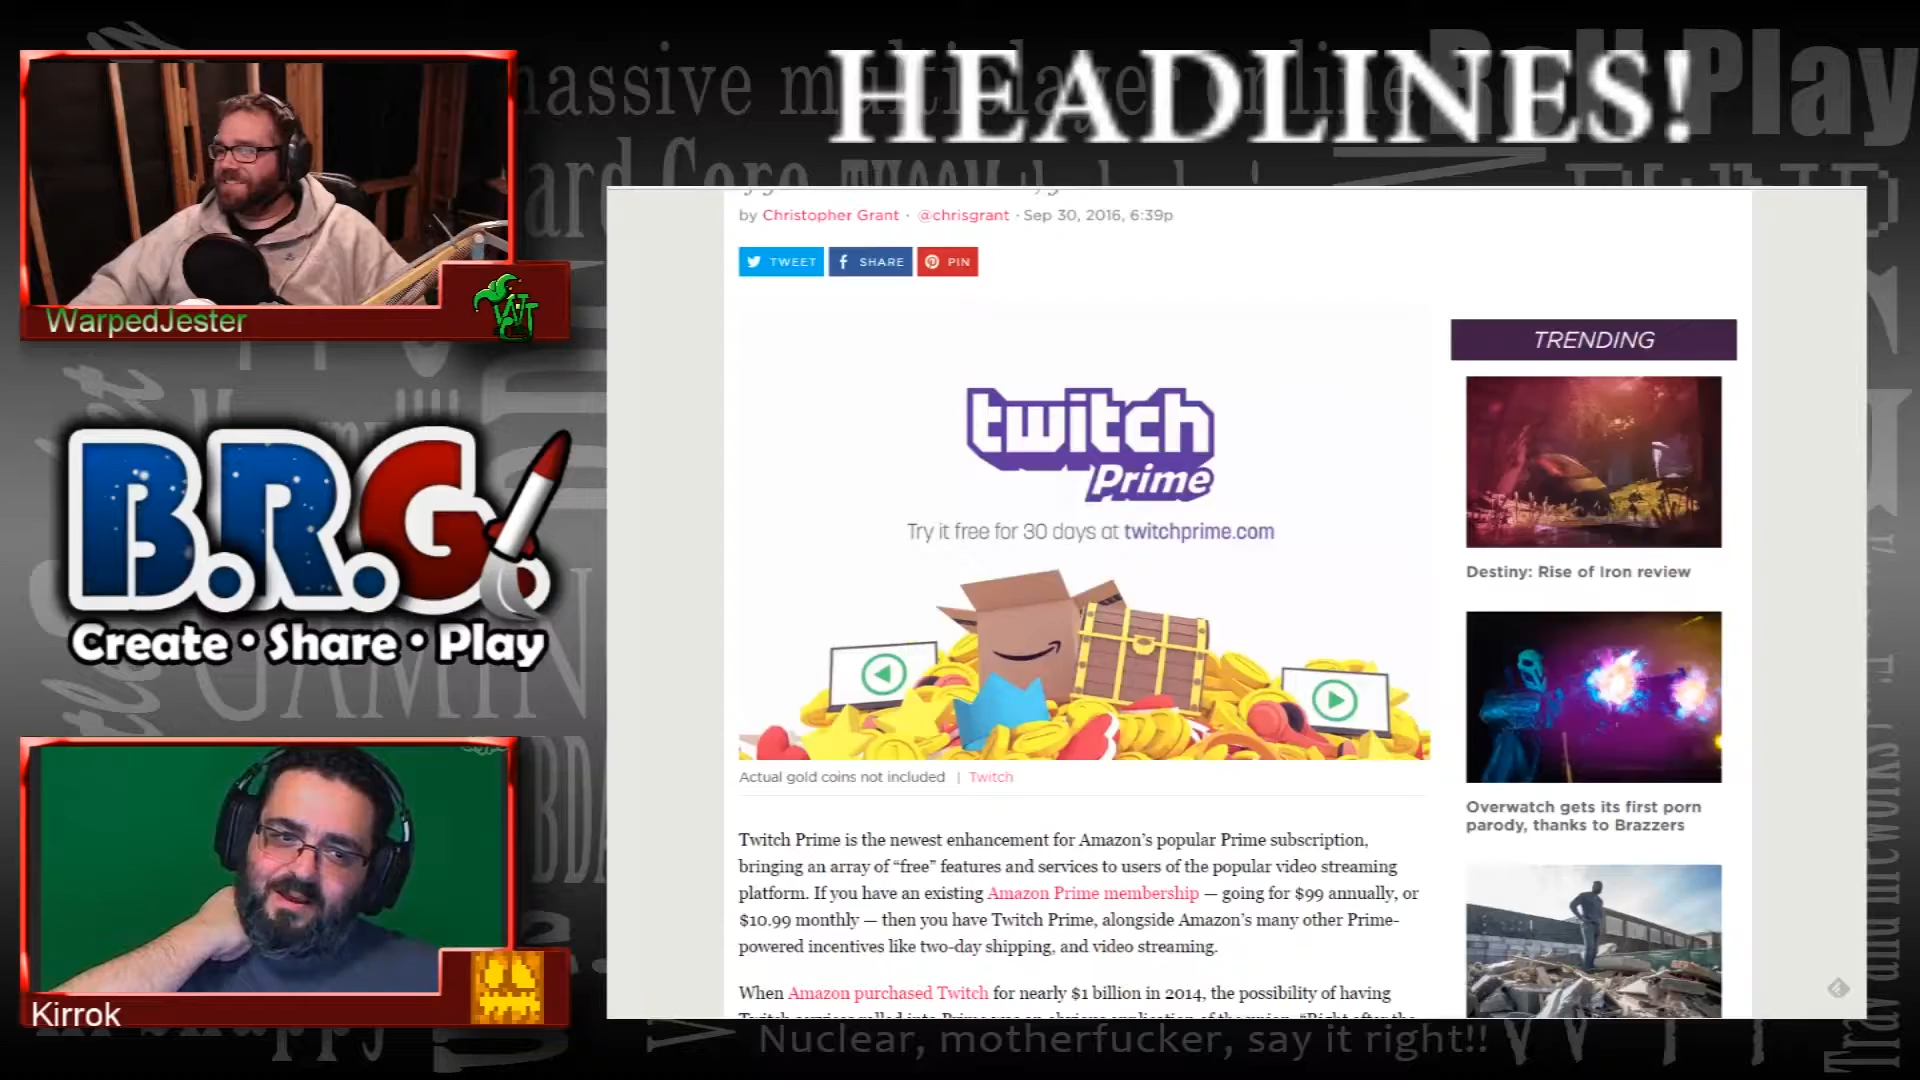 HEADLINES!
massive multiplayer online
Roll Play
by Christopher Grant · @chrisgrant · Sep 30, 2016, 6:39p
TWEET
SHARE
PIN
WarpedJester
TRENDING
twitch
Prime
Try it free for 30 days at twitchprime.com
B.R.G.
Create • Share • Play
Destiny: Rise of Iron review
Actual gold coins not included | Twitch
Overwatch gets its first porn
parody, thanks to Brazzers
Twitch Prime is the newest enhancement for Amazon’s popular Prime subscription,
bringing an array of “free” features and services to users of the popular video streaming
platform. If you have an existing Amazon Prime membership — going for $99 annually, or
$10.99 monthly — then you have Twitch Prime, alongside Amazon’s many other Prime-
powered incentives like two-day shipping, and video streaming.
When Amazon purchased Twitch for nearly $1 billion in 2014, the possibility of having
Kirrok
Nuclear, motherfucker, say it right!!